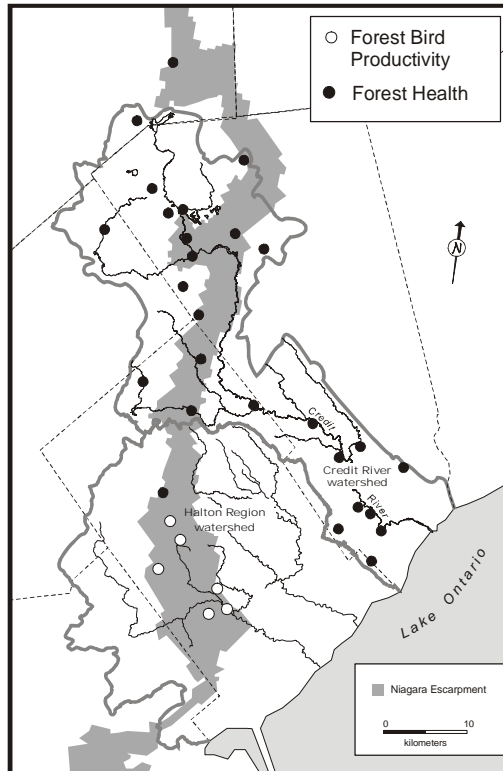 Forest Bird
Productivity
Forest Health
N
Credit
Credit River
watershed
River
Halton Region
watershed
Lake Ontario
Niagara Escarpment
0 10
kilometers